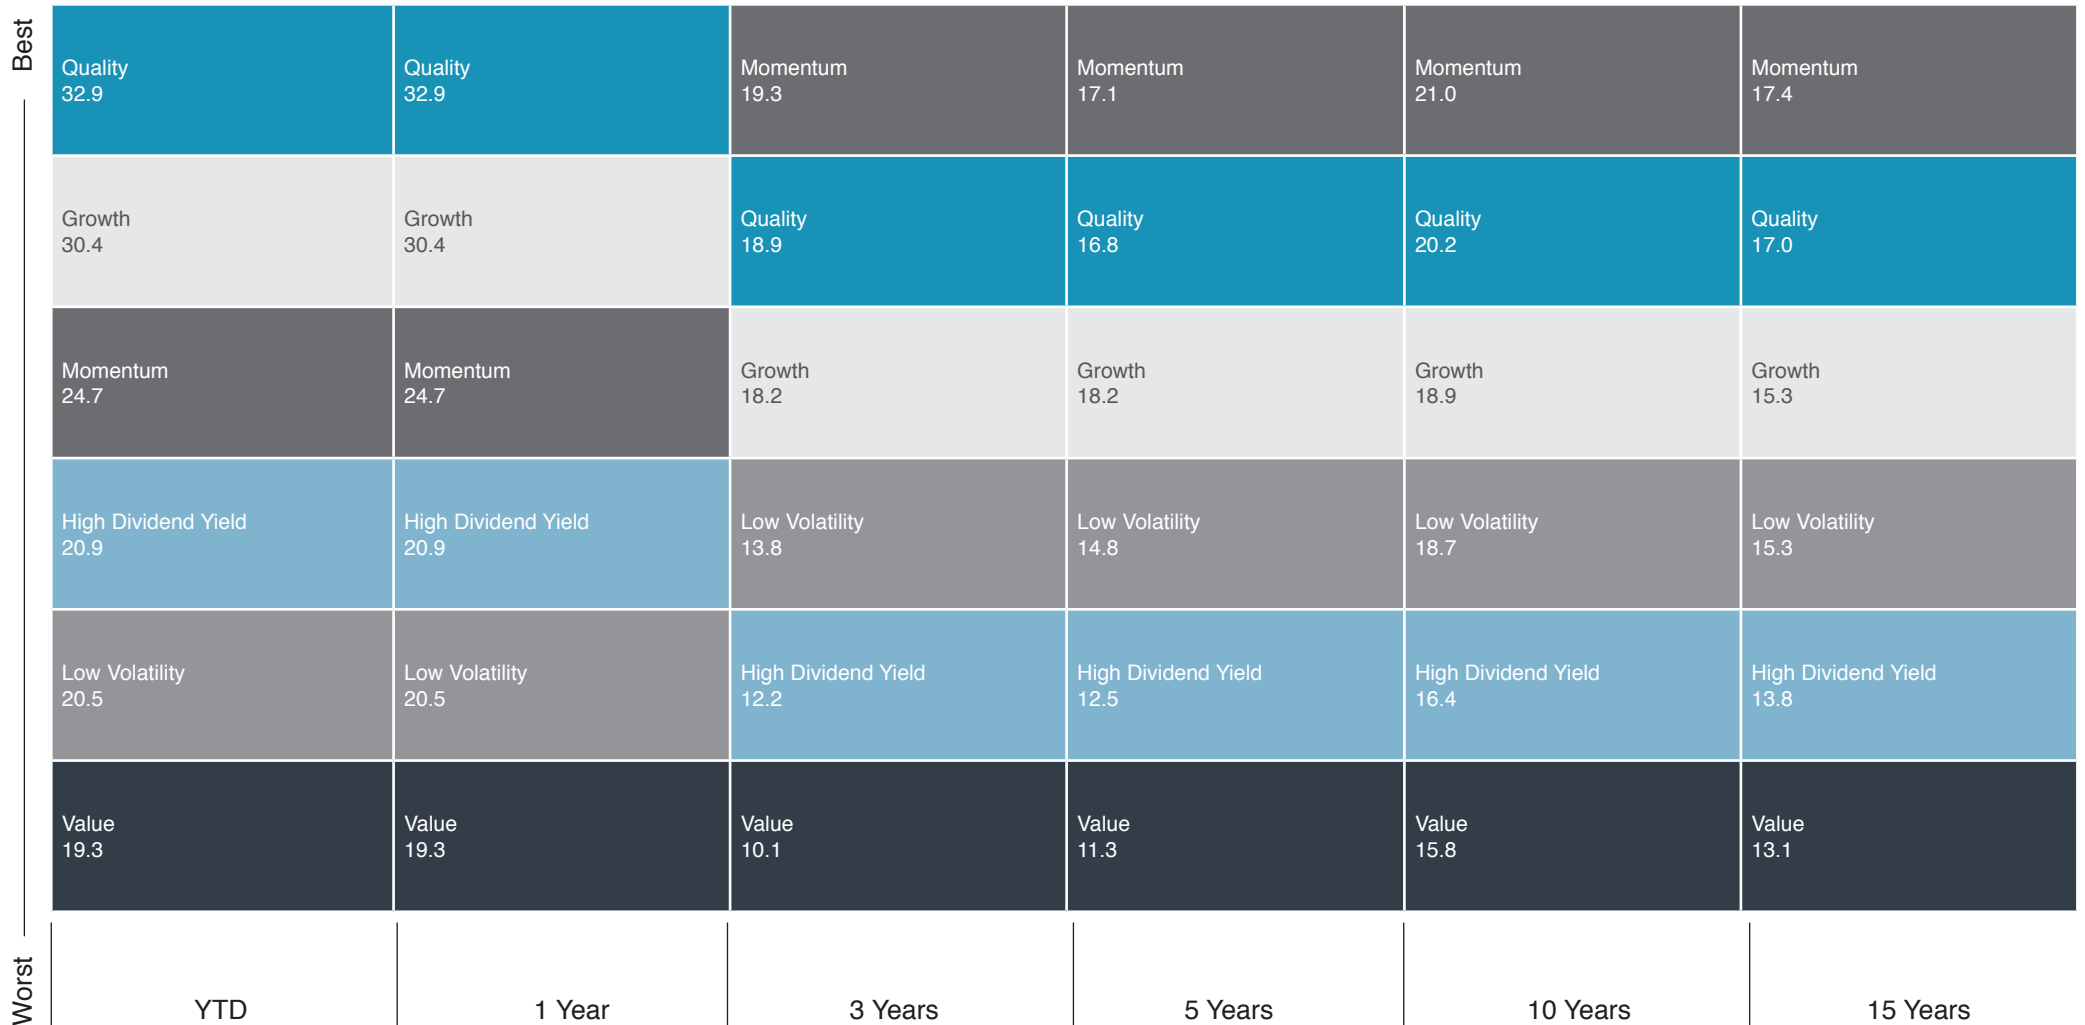 Best
Quality
32.9
Quality
32.9
Momentum
19.3
Momentum
17.1
Momentum
21.0
Momentum
17.4
Growth
30.4
Growth
30.4
Quality
18.9
Quality
16.8
Quality
20.2
Quality
17.0
Momentum
24.7
Momentum
24.7
Growth
18.2
Growth
18.2
Growth
18.9
Growth
15.3
High Dividend Yield
20.9
High Dividend Yield
20.9
Low Volatility
13.8
Low Volatility
14.8
Low Volatility
18.7
Low Volatility
15.3
Low Volatility
20.5
Low Volatility
20.5
High Dividend Yield
12.2
High Dividend Yield
12.5
High Dividend Yield
16.4
High Dividend Yield
13.8
Value
19.3
Value
19.3
Value
10.1
Value
11.3
Value
15.8
Value
13.1
Worst
YTD
1 Year
3 Years
5 Years
10 Years
15 Years